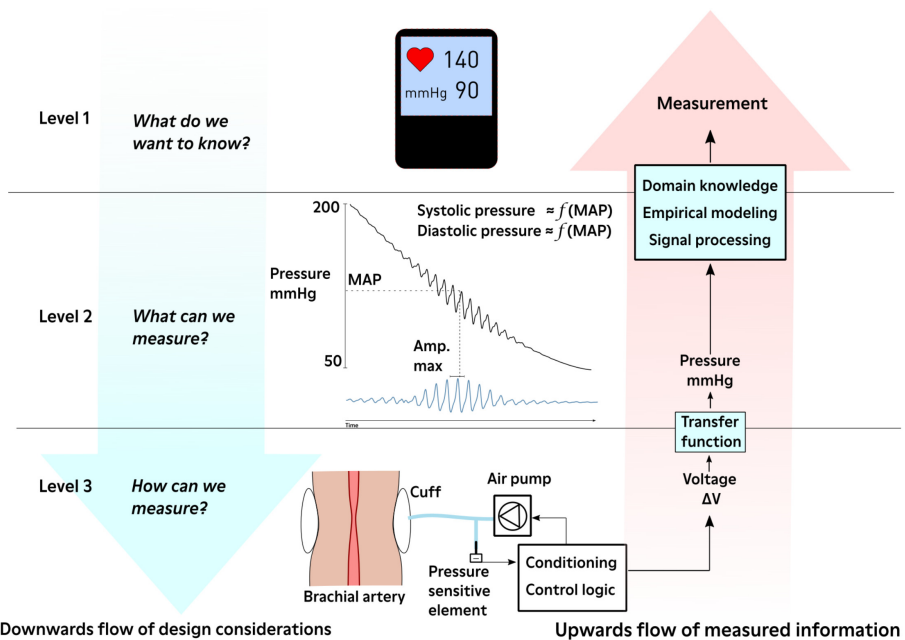 140
mmHg 90
Measurement
Level 1
What do we
want to know?
Domain knowledge
Empirical modeling
Signal processing
200
Systolic pressure ≈ f(MAP)
Diastolic pressure ≈ f(MAP)
Pressure
mmHg
MAP
Level 2
What can we
measure?
Amp.
max
50
Pressure
mmHg
Time
Transfer
function
Level 3
How can we
measure?
Cuff
Air pump
Voltage
ΔV
Conditioning
Control logic
Pressure
sensitive
element
Brachial artery
Downwards flow of design considerations
Upwards flow of measured information